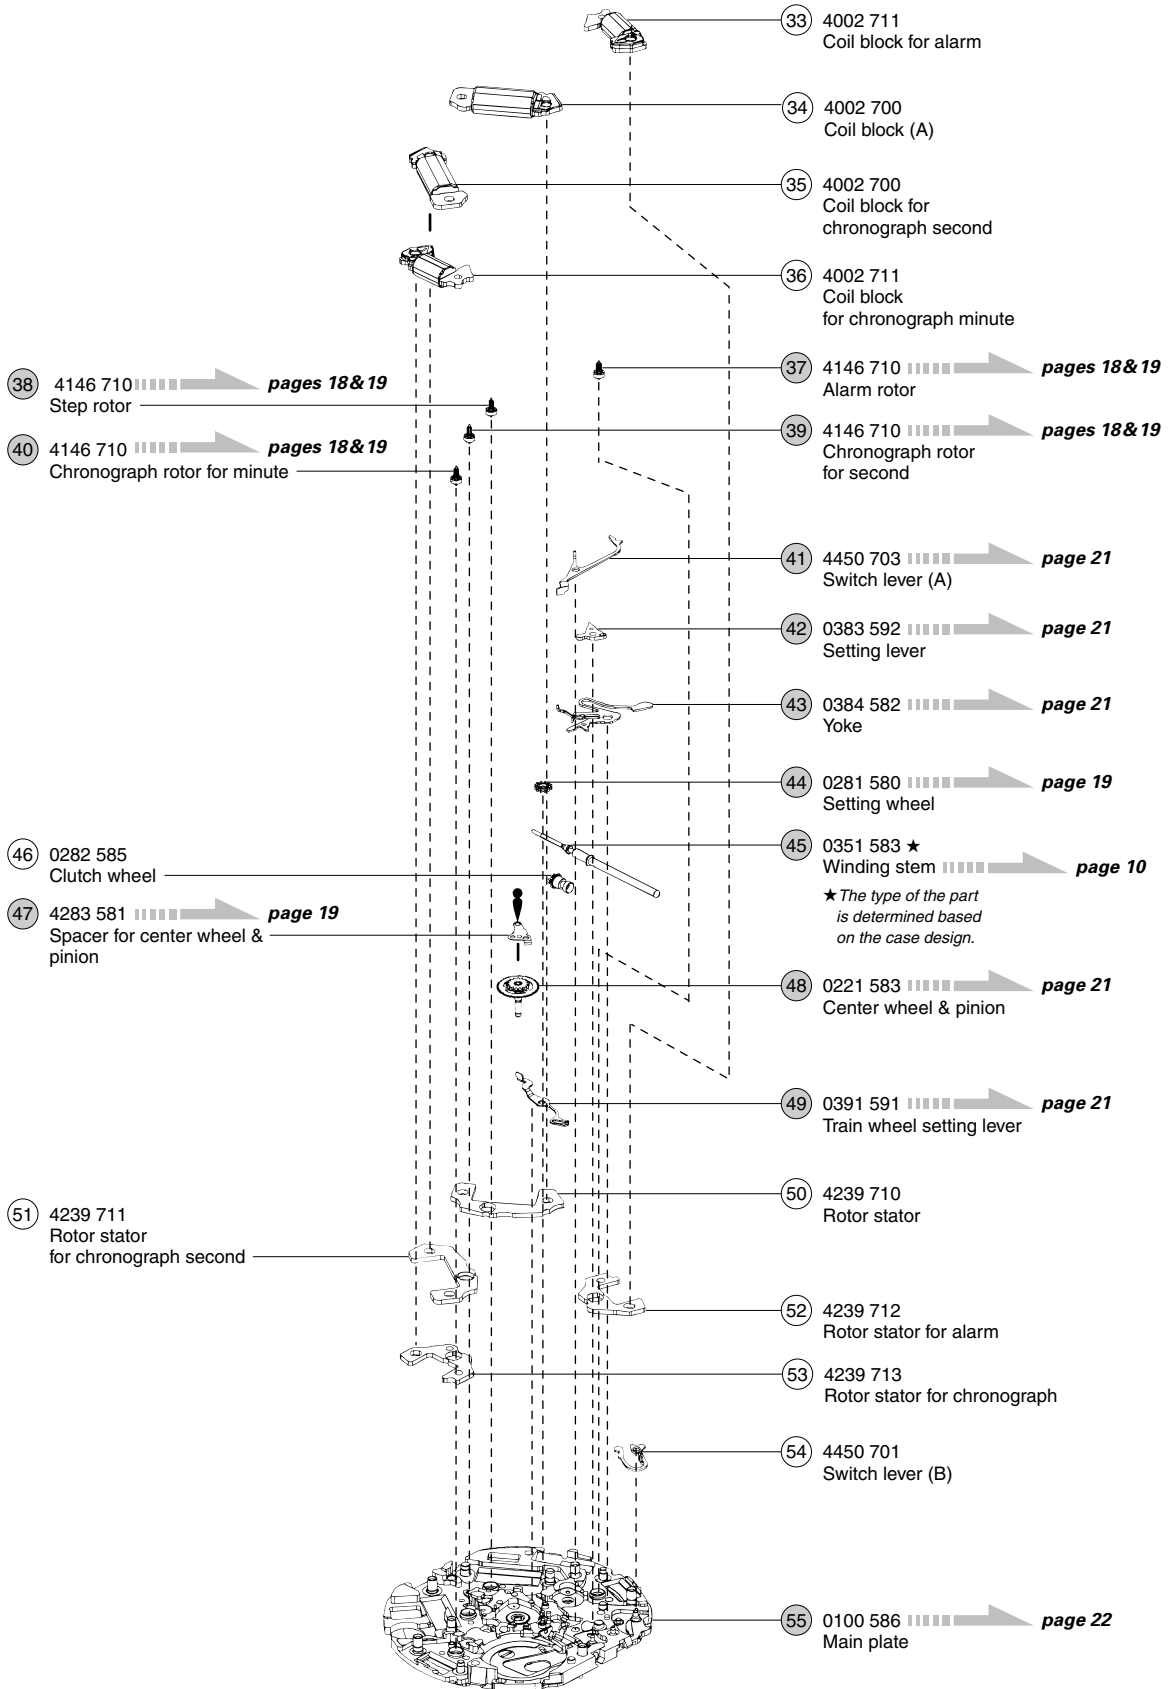 33 4002 711
Coil block for alarm
34 4002 700
Coil block (A)
35 4002 700
Coil block for
chronograph second
36 4002 711
Coil block
for chronograph minute
38 4146 710 pages 18&19
Step rotor
37 4146 710 pages 18&19
Alarm rotor
40 4146 710 pages 18&19
Chronograph rotor for minute
39 4146 710 pages 18&19
Chronograph rotor
for second
41 4450 703 page 21
Switch lever (A)
42 0383 592 page 21
Setting lever
43 0384 582 page 21
Yoke
44 0281 580 page 19
Setting wheel
45 0351 583 ★
Winding stem page 10
★The type of the part
is determined based
on the case design.
46 0282 585
Clutch wheel
47 4283 581 page 19
Spacer for center wheel &
pinion
48 0221 583 page 21
Center wheel & pinion
49 0391 591 page 21
Train wheel setting lever
50 4239 710
Rotor stator
51 4239 711
Rotor stator
for chronograph second
52 4239 712
Rotor stator for alarm
53 4239 713
Rotor stator for chronograph
54 4450 701
Switch lever (B)
55 0100 586 page 22
Main plate